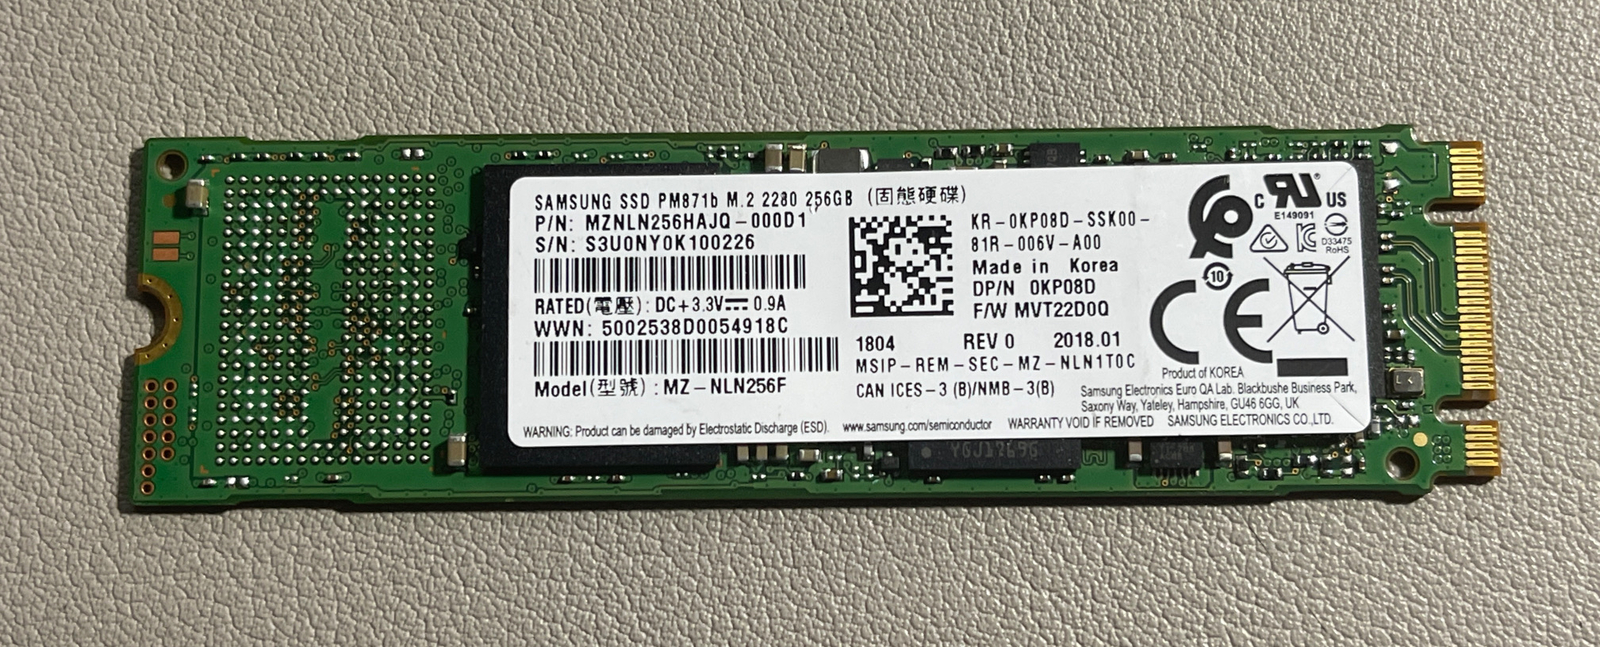 SAMSUNG SSD PM871b M.2 2280 256GB (固態硬碟)
P/N: MZNLN256HAJQ-000D1
S/N: S3U0NY0K100226
RATED(電壓): DC+3.3V 0.9A
WWN: 5002538D0054918C
Model(型號): MZ-NLN256F
WARNING: Product can be damaged by Electrostatic Discharge (ESD). www.samsung.com/semiconductor WARRANTY VOID IF REMOVED SAMSUNG ELECTRONICS CO.,LTD.
KR-0KP08D-SSK00-
81R-006V-A00
Made in Korea
DP/N 0KP08D
F/W MVT22D0Q
1804 REV 0 2018.01
MSIP-REM-SEC-MZ-NLN1T0C
CAN ICES-3 (B)/NMB-3(B)
C RU US
E149091
D33475
RoHS
10
CE
Product of KOREA
Samsung Electronics Euro QA Lab. Blackbushe Business Park,
Saxony Way, Yateley, Hampshire, GU46 6GG, UK